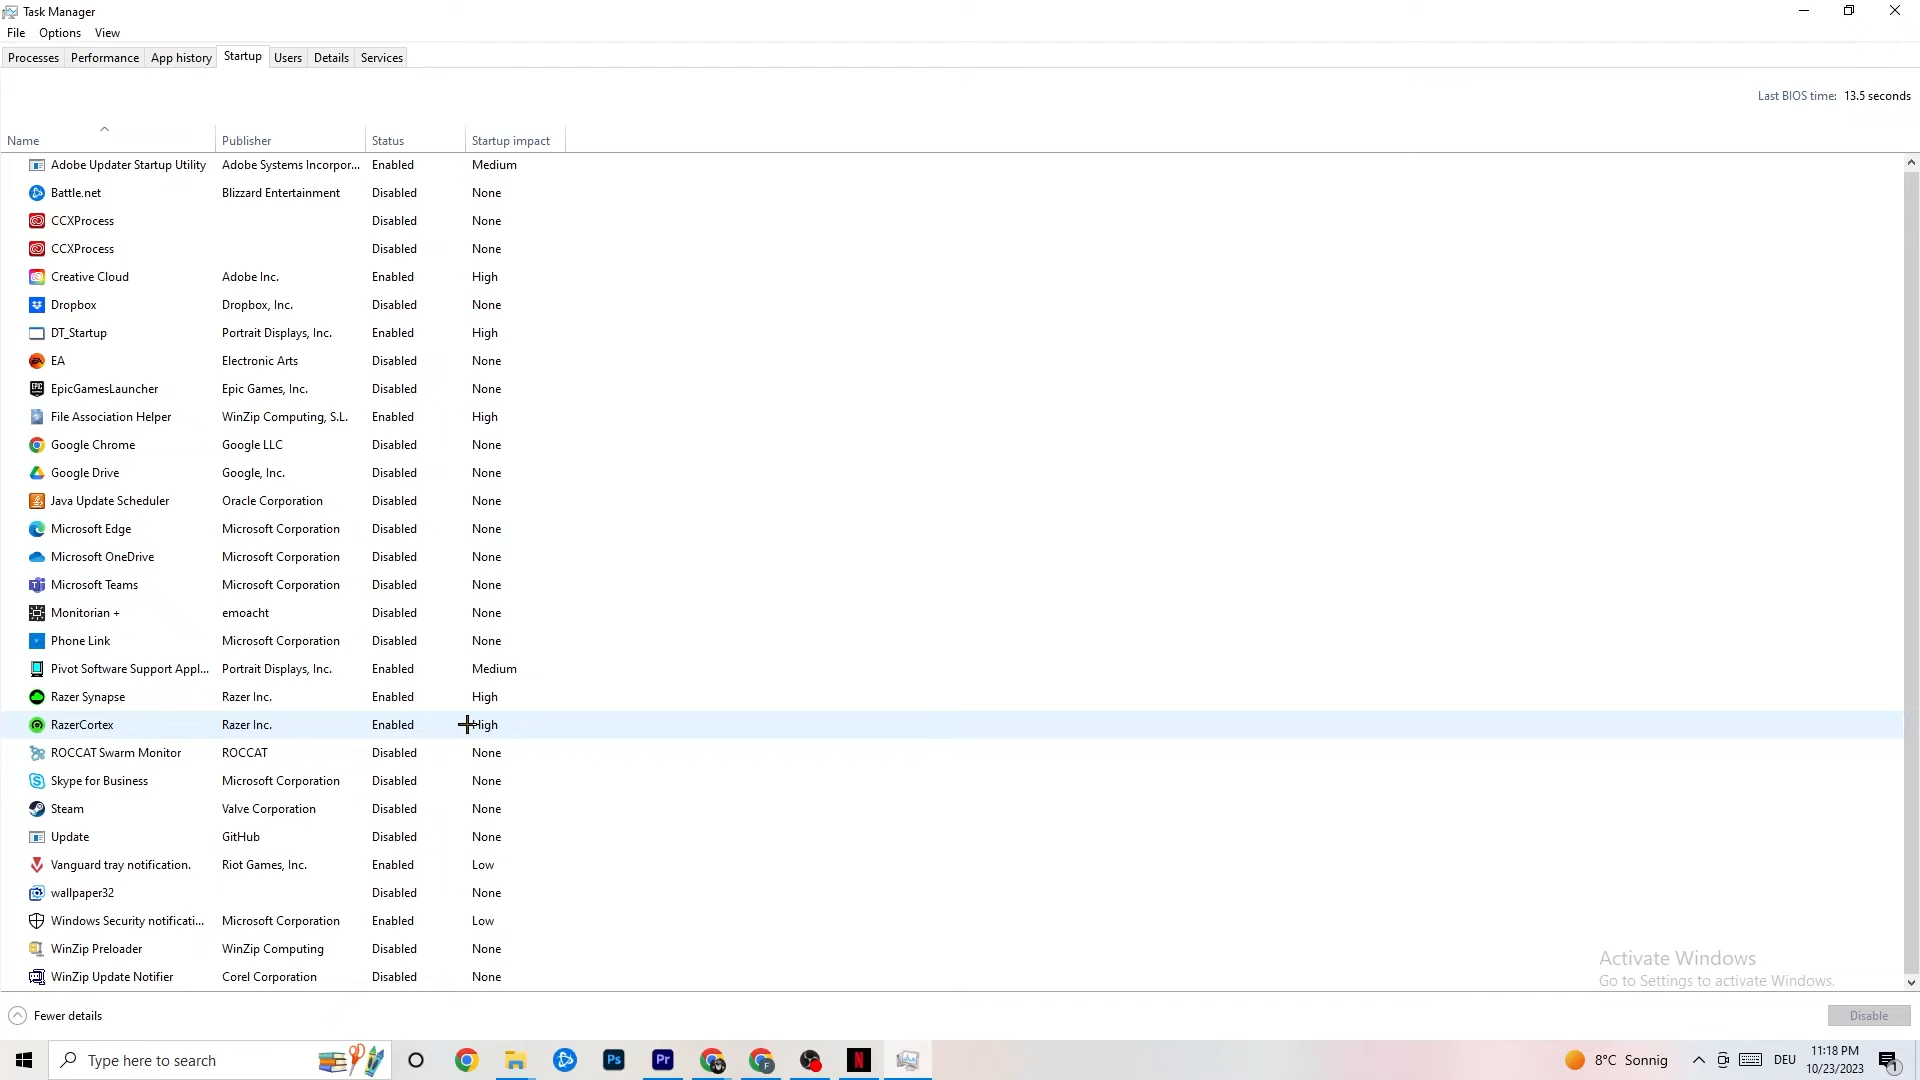 Task Manager
File Options View
Processes Performance App history Startup Users Details Services
Last BIOS time: 13.5 seconds
Name Publisher Status Startup impact
Adobe Updater Startup Utility Adobe Systems Incorpor... Enabled Medium
Battle.net Blizzard Entertainment Disabled None
CCXProcess Disabled None
CCXProcess Disabled None
Creative Cloud Adobe Inc. Enabled High
Dropbox Dropbox, Inc. Disabled None
DT_Startup Portrait Displays, Inc. Enabled High
EA Electronic Arts Disabled None
EpicGamesLauncher Epic Games, Inc. Disabled None
File Association Helper WinZip Computing, S.L. Enabled High
Google Chrome Google LLC Disabled None
Google Drive Google, Inc. Disabled None
Java Update Scheduler Oracle Corporation Disabled None
Microsoft Edge Microsoft Corporation Disabled None
Microsoft OneDrive Microsoft Corporation Disabled None
Microsoft Teams Microsoft Corporation Disabled None
Monitorian + emoacht Disabled None
Phone Link Microsoft Corporation Disabled None
Pivot Software Support Appl... Portrait Displays, Inc. Enabled Medium
Razer Synapse Razer Inc. Enabled High
RazerCortex Razer Inc. Enabled High
ROCCAT Swarm Monitor ROCCAT Disabled None
Skype for Business Microsoft Corporation Disabled None
Steam Valve Corporation Disabled None
Update GitHub Disabled None
Vanguard tray notification. Riot Games, Inc. Enabled Low
wallpaper32 Disabled None
Windows Security notificati... Microsoft Corporation Enabled Low
WinZip Preloader WinZip Computing Disabled None
WinZip Update Notifier Corel Corporation Disabled None
Activate Windows
Go to Settings to activate Windows.
Fewer details Disable
Type here to search Ps Pr F N 8°C Sonnig DEU 11:18 PM
10/23/2023 1